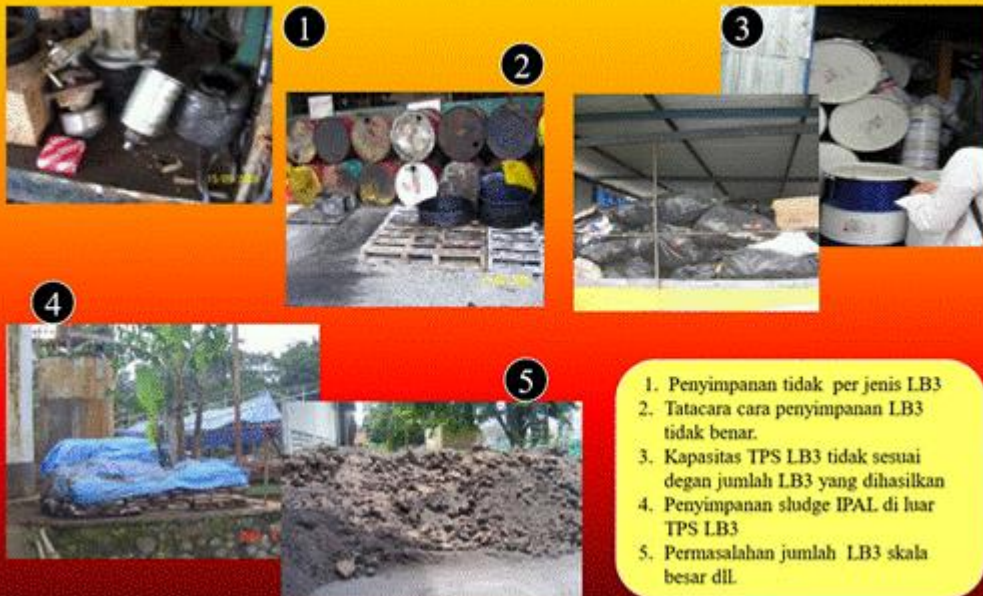 1
2
3
4
5
1. Penyimpanan tidak per jenis LB3
2. Tatacara cara penyimpanan LB3
tidak benar.
3. Kapasitas TPS LB3 tidak sesuai
degan jumlah LB3 yang dihasilkan
4. Penyimpanan sludge IPAL di luar
TPS LB3
5. Permasalahan jumlah LB3 skala
besar dll.